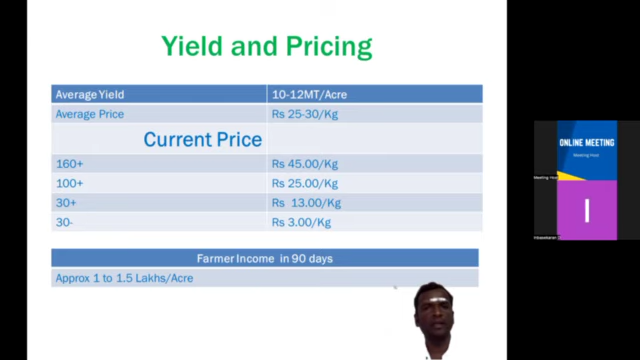 Yield and Pricing
Average Yield 10-12MT/Acre
Average Price Rs 25-30/Kg
Current Price
160+ Rs 45.00/Kg
100+ Rs 25.00/Kg
30+ Rs 13.00/Kg
30- Rs 3.00/Kg
Farmer Income in 90 days
Approx 1 to 1.5 Lakhs/Acre
ONLINE MEETING
Meeting Host
I